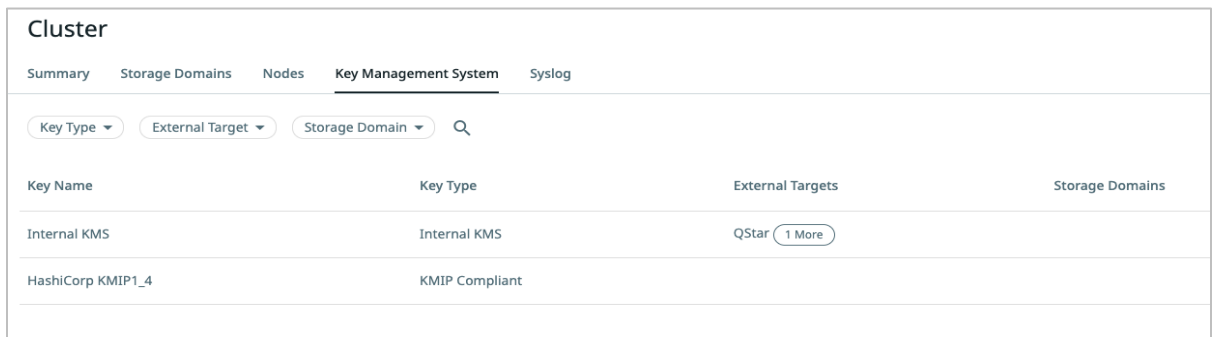 Cluster
Summary Storage Domains Nodes Key Management System Syslog
Key Type External Target Storage Domain
Key Name Key Type External Targets Storage Domains
Internal KMS Internal KMS QStar 1 More
HashiCorp KMIP1_4 KMIP Compliant